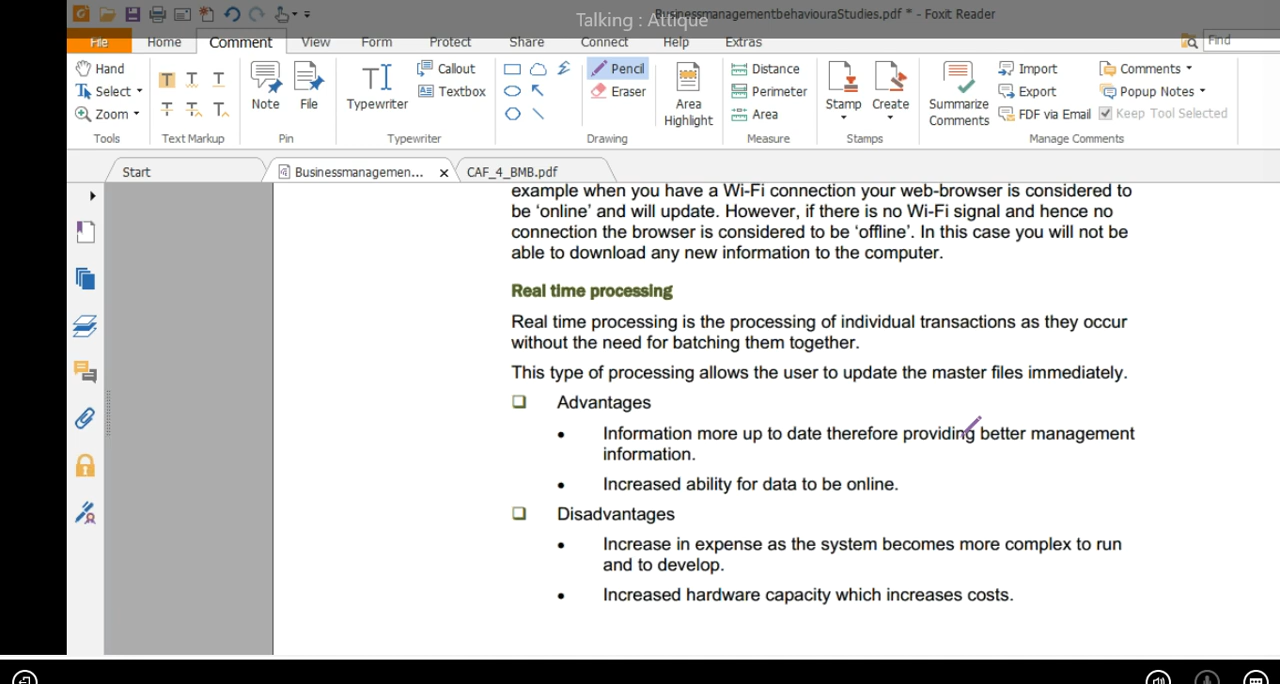 BusinessmanagementbehaviouraStudies.pdf * - Foxit Reader
Talking : Attique
File Home Comment View Form Protect Share Connect Help Extras Find
Hand Select Zoom
Tools
Text Markup
Note File
Pin
Typewriter Callout Textbox
Typewriter
Pencil Eraser Area Highlight
Drawing
Distance Perimeter Area
Measure
Stamp Create
Stamps
Summarize Comments Import Export FDF via Email Comments Popup Notes Keep Tool Selected
Manage Comments
Start Businessmanagemen... CAF_4_BMB.pdf
example when you have a Wi-Fi connection your web-browser is considered to
be ‘online’ and will update. However, if there is no Wi-Fi signal and hence no
connection the browser is considered to be ‘offline’. In this case you will not be
able to download any new information to the computer.
Real time processing
Real time processing is the processing of individual transactions as they occur
without the need for batching them together.
This type of processing allows the user to update the master files immediately.
Advantages
Information more up to date therefore providing better management
information.
Increased ability for data to be online.
Disadvantages
Increase in expense as the system becomes more complex to run
and to develop.
Increased hardware capacity which increases costs.